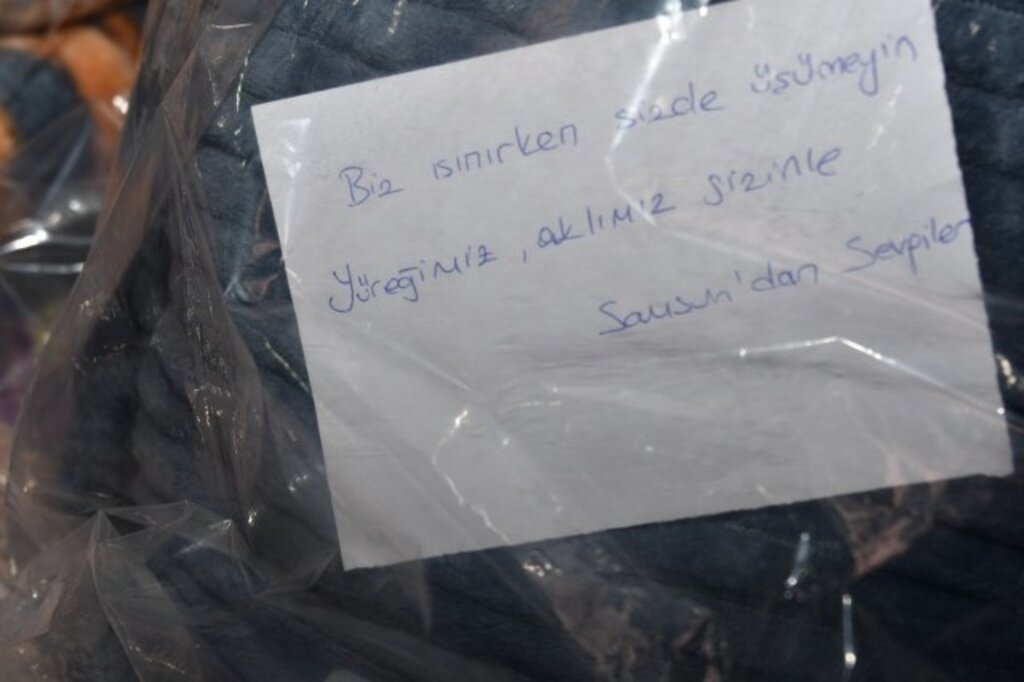 Biz ısınırken sizde üşümeyin
Yüreğimiz, aklımız sizinle
Samsun'dan Sevgiler